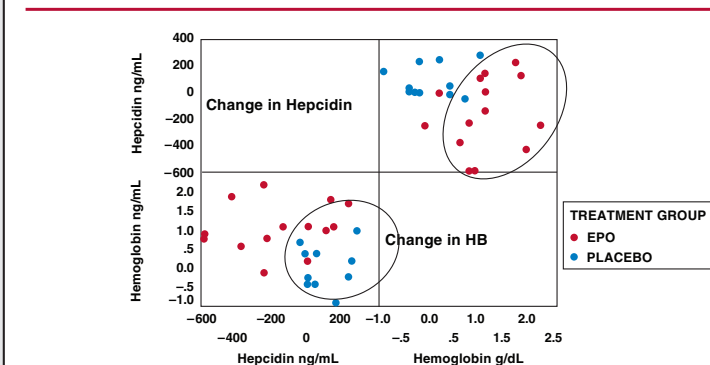 400
200
0
−200
−400
−600
Hepcidin ng/mL
Change in Hepcidin
2.0
1.5
1.0
.5
0.0
−.5
−1.0
Hemoglobin ng/mL
Change in HB
TREATMENT GROUP
EPO
PLACEBO
−600 −200 200 −1.0 0.0 1.0 2.0
−400 0 −.5 .5 1.5 2.5
Hepcidin ng/mL Hemoglobin g/dL